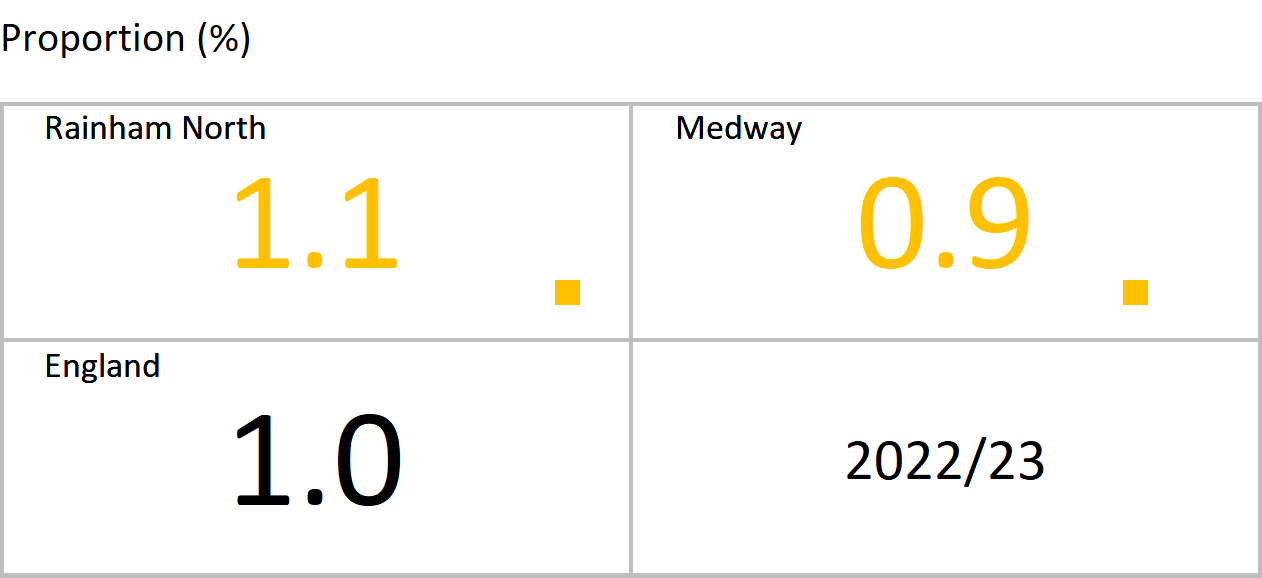 Proportion (%)
Rainham North
1.1
Medway
0.9
England
1.0
2022/23